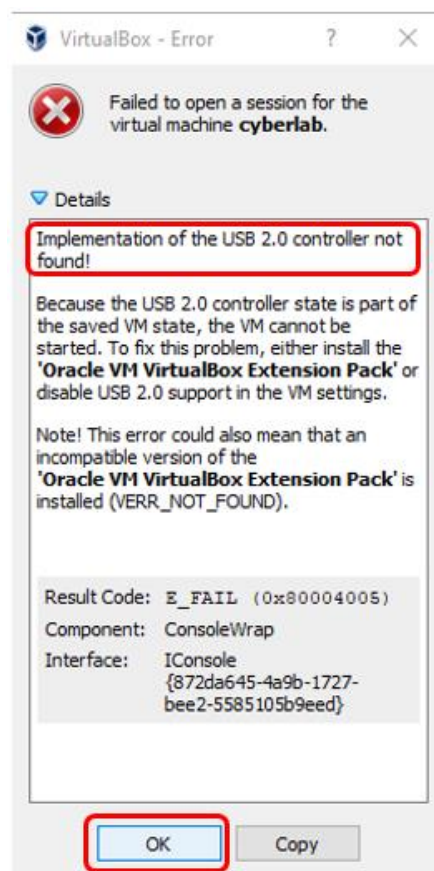 VirtualBox - Error ?
Failed to open a session for the
virtual machine cyberlab.
Details
Implementation of the USB 2.0 controller not
found!
Because the USB 2.0 controller state is part of
the saved VM state, the VM cannot be
started. To fix this problem, either install the
'Oracle VM VirtualBox Extension Pack' or
disable USB 2.0 support in the VM settings.
Note! This error could also mean that an
incompatible version of the
'Oracle VM VirtualBox Extension Pack' is
installed (VERR_NOT_FOUND).
Result Code: E_FAIL (0x80004005)
Component: ConsoleWrap
Interface: IConsole
{872da645-4a9b-1727-
bee2-5585105b9eed}
OK Copy